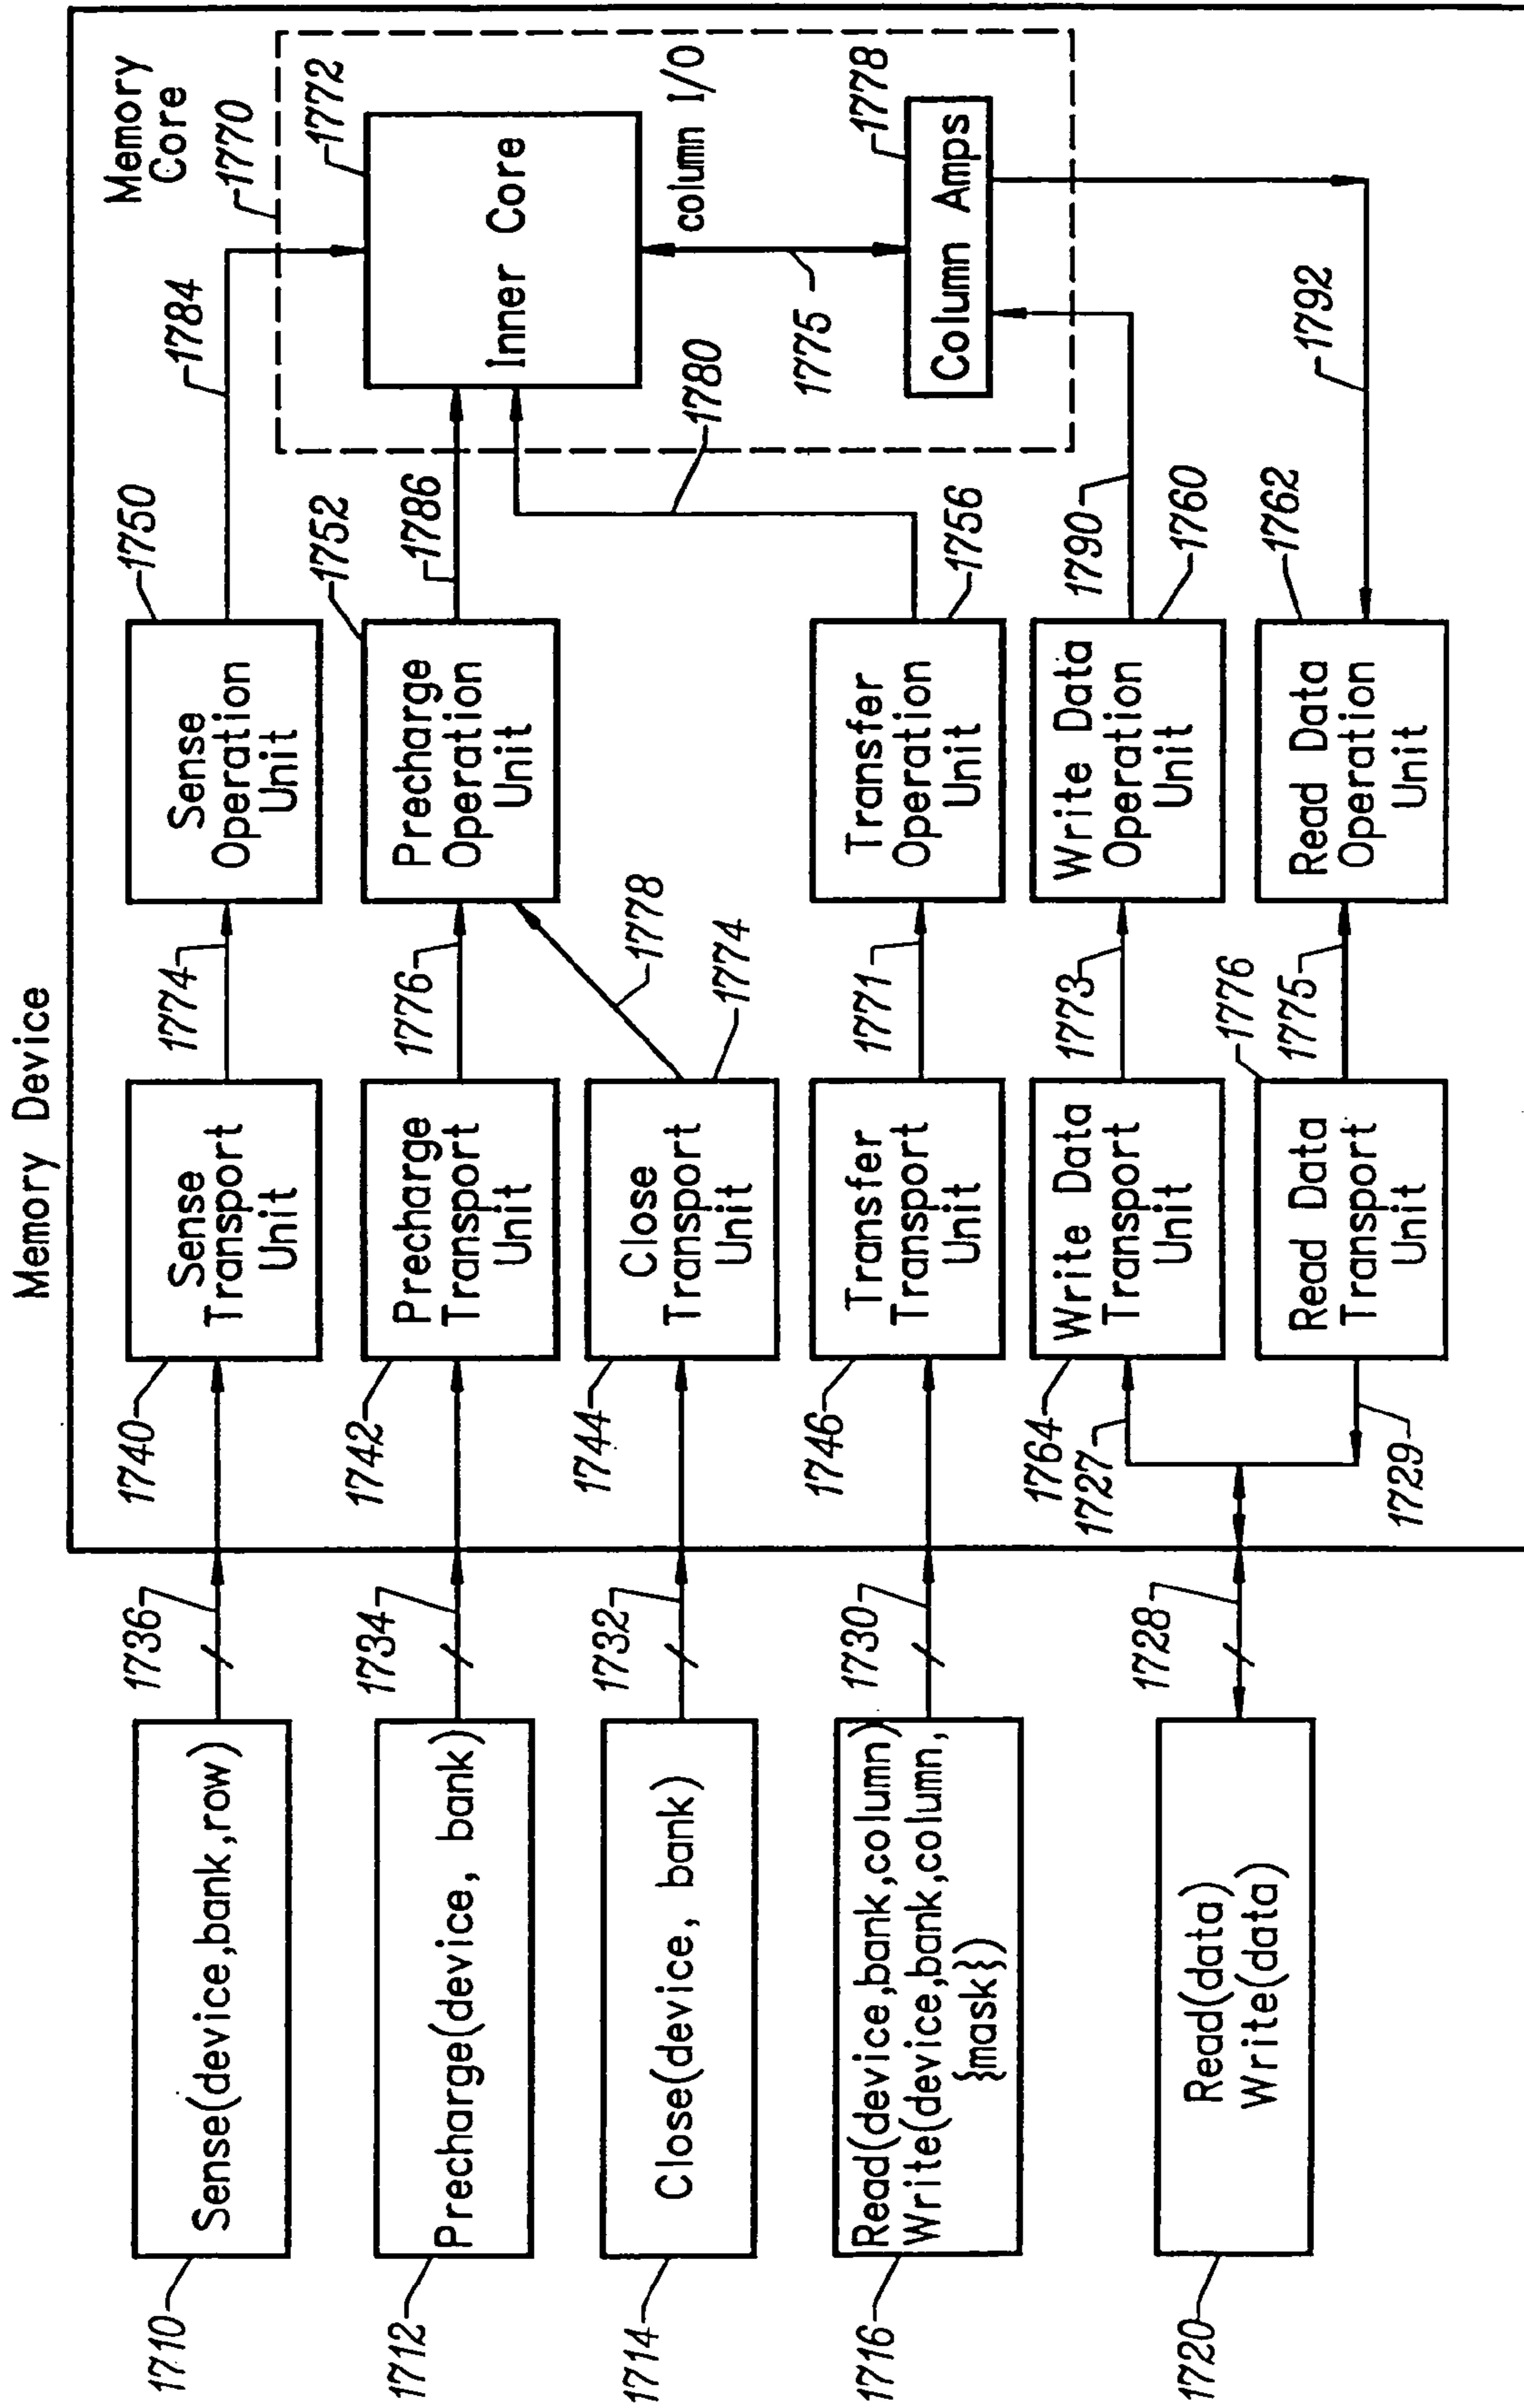 Memory Device
1710
Sense(device,bank,row)
1736
1740
Sense
Transport
Unit
1774
Sense
Operation
Unit
1750
1784
1770
Memory
Core
1712
Precharge(device, bank)
1734
1742
Precharge
Transport
Unit
1776
Precharge
Operation
Unit
1752
1786
Inner Core
1772
1714
Close(device, bank)
1732
1744
Close
Transport
Unit
1774
1778
1780
1775
column I/O
1716
Read(device,bank,column)
Write(device,bank,column,
{mask})
1730
1746
Transfer
Transport
Unit
1771
Transfer
Operation
Unit
1756
Column Amps
1778
1720
Read(data)
Write(data)
1728
1764
1727
Write Data
Transport
Unit
1773
Write Data
Operation
Unit
1790
1760
1729
Read Data
Transport
Unit
1776
1775
Read Data
Operation
Unit
1762
1792